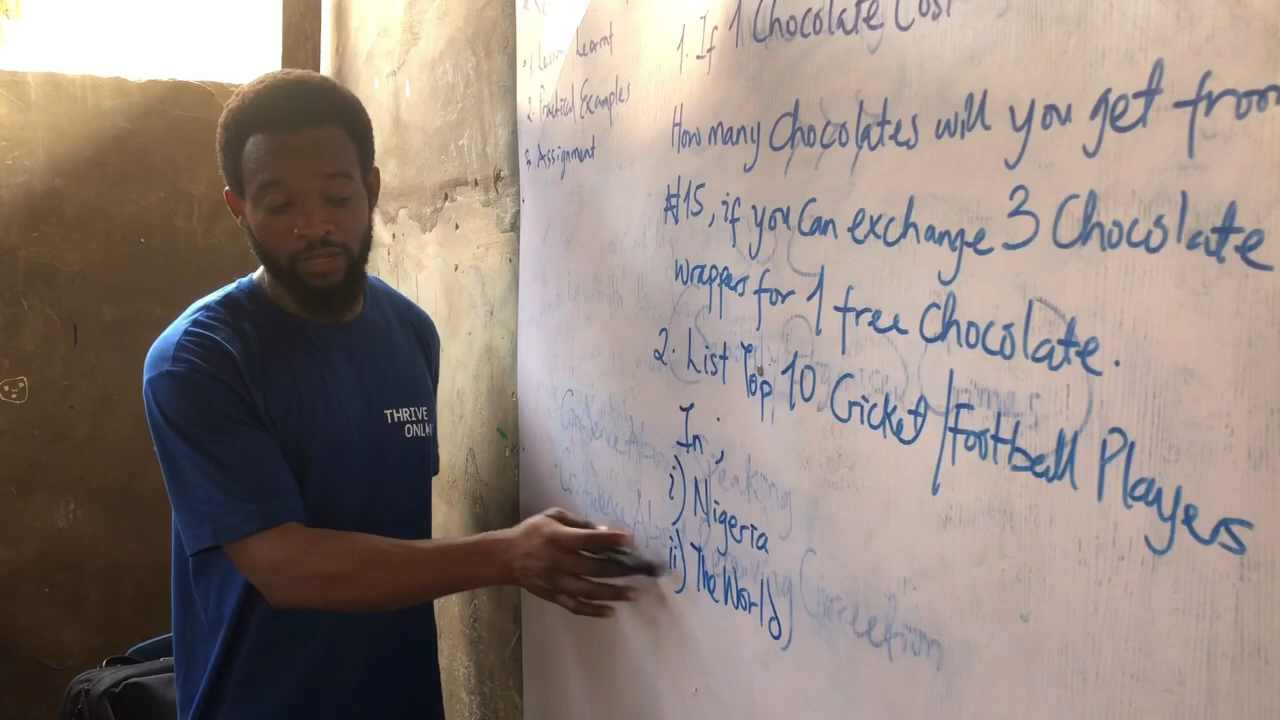 1. Lesson Learnt
2. Practical Examples
3. Assignment
1. If 1 Chocolate Cost
How many Chocolates will you get from
₦15, if you Can exchange 3 Chocolate
wrappers for 1 free Chocolate.
2. List Top 10 Cricket/Football Players
In;
i) Nigeria
ii) The World
THRIVE